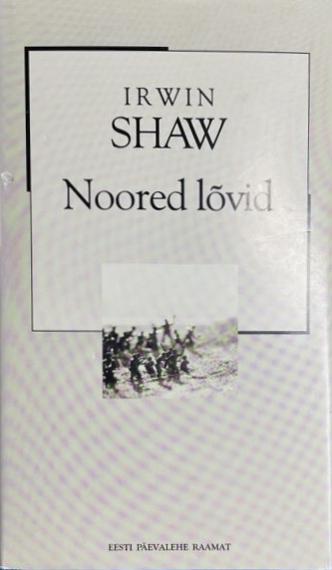 IRWIN
SHAW
Noored lõvid
EESTI PÄEVALEHE RAAMAT